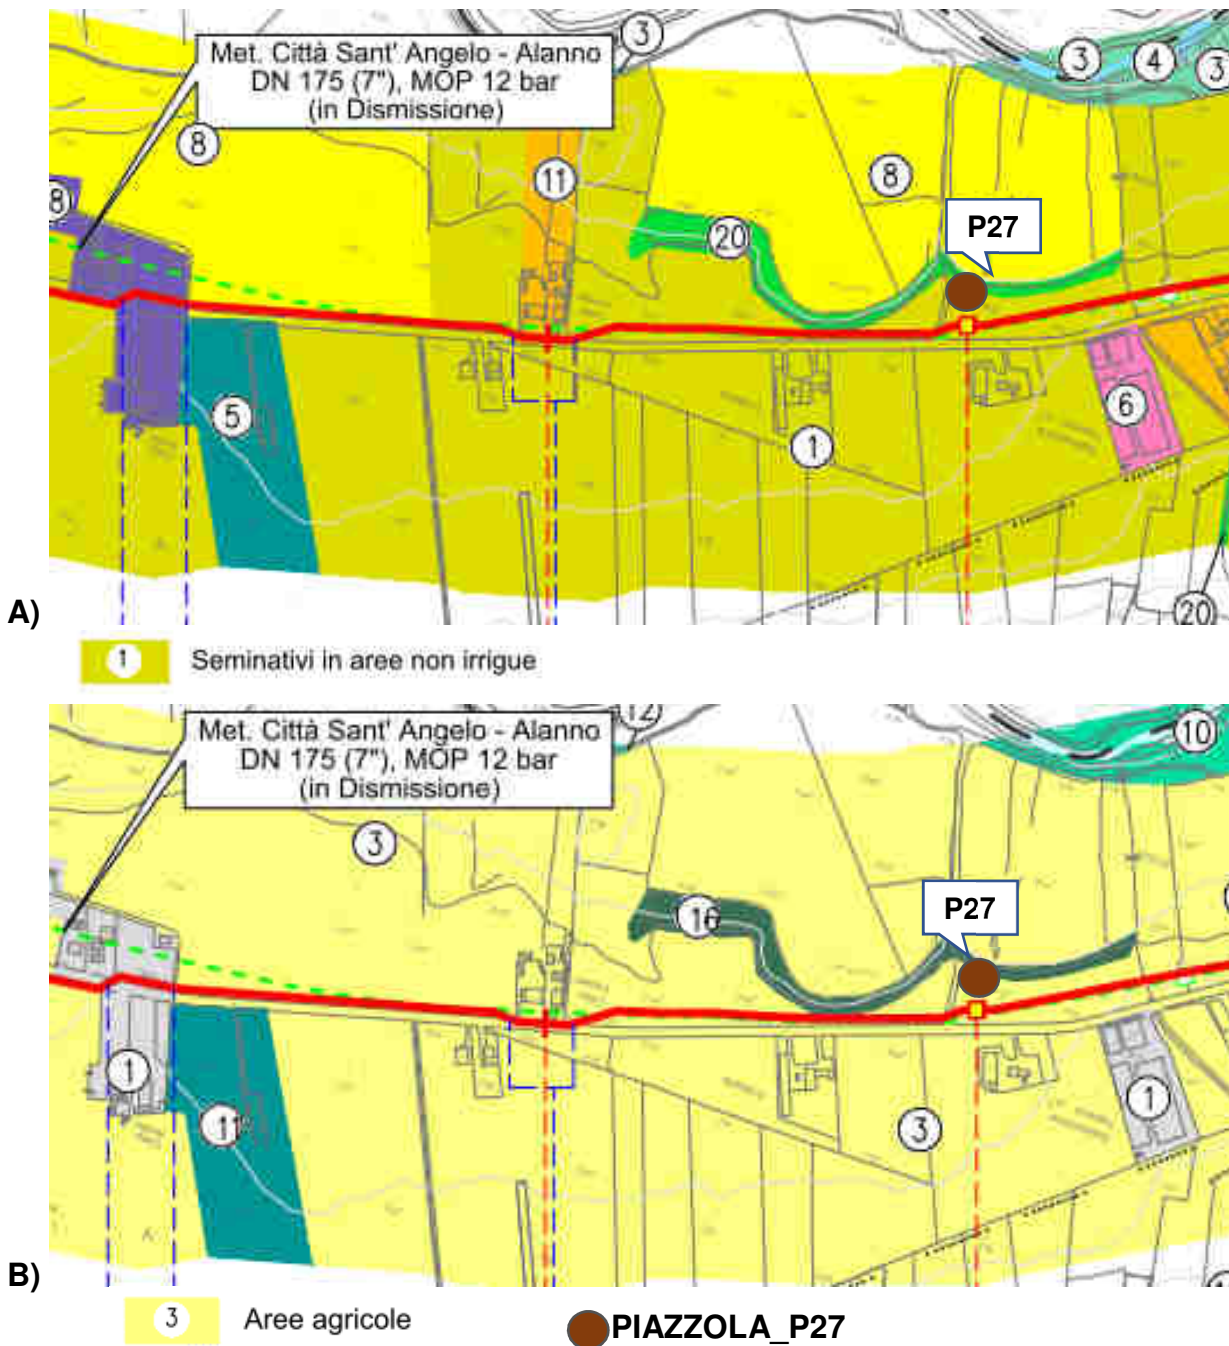 Met. Città Sant' Angelo - Alanno
DN 175 (7"), MOP 12 bar
(in Dismissione)
3
3
4
3
8
8
11
8
20
P27
5
6
1
20
A)
1 Seminativi in aree non irrigue
Met. Città Sant' Angelo - Alanno
DN 175 (7"), MOP 12 bar
(in Dismissione)
12
10
3
16
P27
1
11
3
1
B)
3 Aree agricole
PIAZZOLA_P27